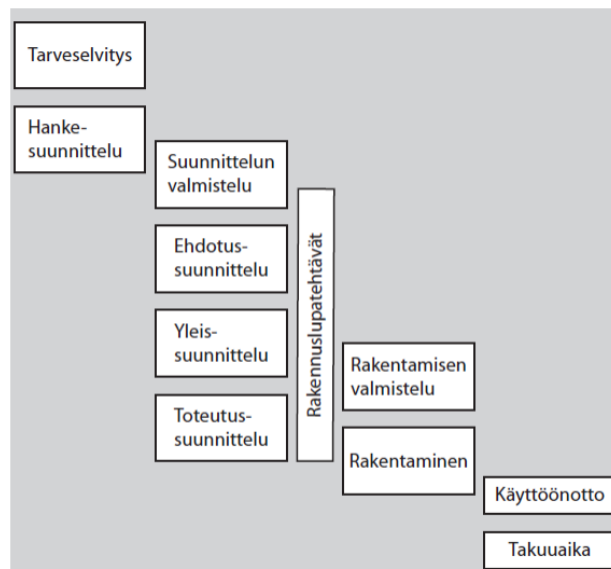 Tarveselvitys
Hanke-
suunnittelu
Suunnittelun
valmistelu
Ehdotus-
suunnittelu
Yleis-
suunnittelu
Toteutus-
suunnittelu
Rakennuslupatehtävät
Rakentamisen
valmistelu
Rakentaminen
Käyttöönotto
Takuuaika